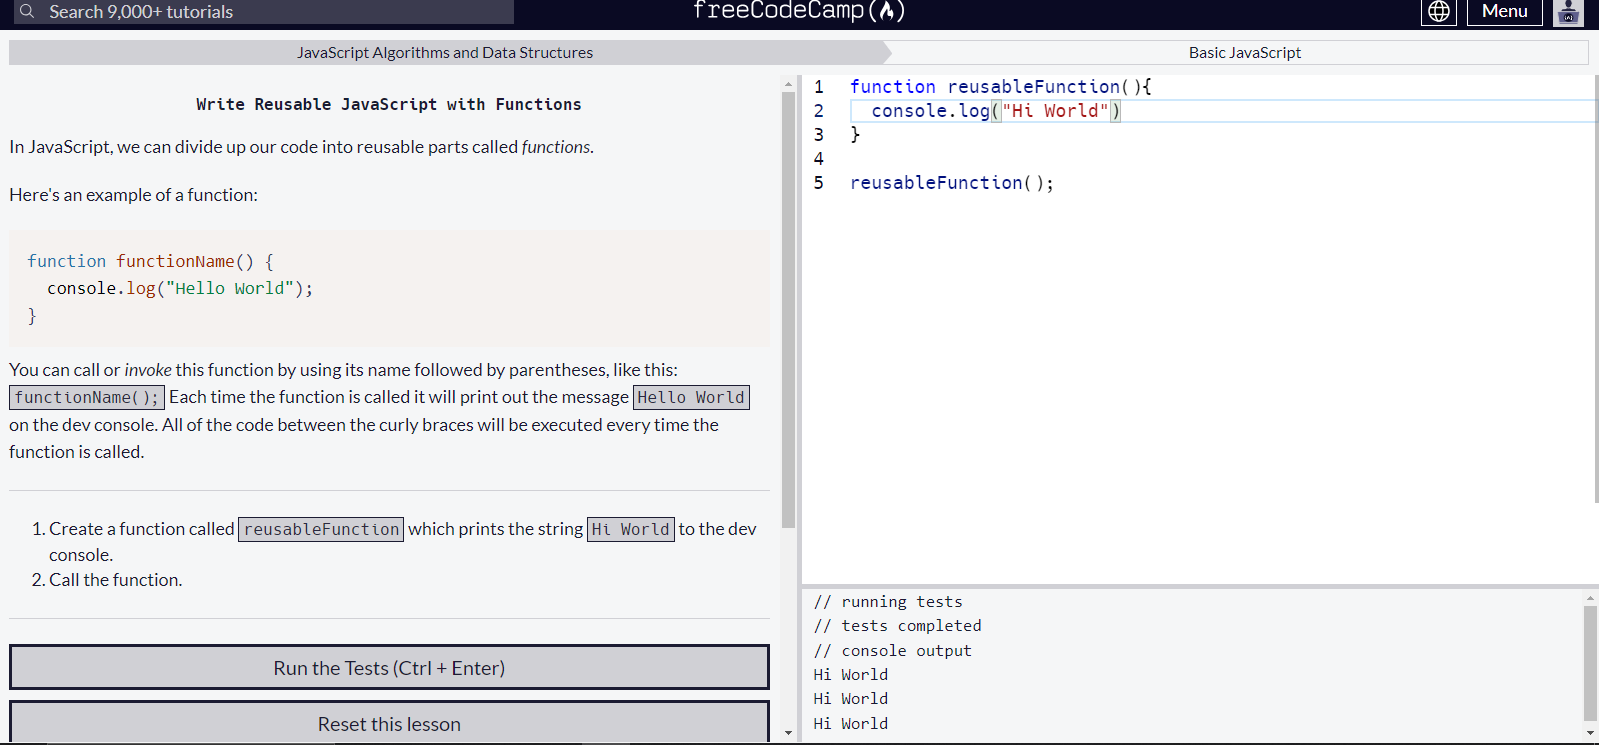 Search 9,000+ tutorials
freeCodeCamp
Menu
JavaScript Algorithms and Data Structures
Basic JavaScript
Write Reusable JavaScript with Functions
In JavaScript, we can divide up our code into reusable parts called functions.
Here's an example of a function:
function functionName() {
  console.log("Hello World");
}
You can call or invoke this function by using its name followed by parentheses, like this:
functionName(); Each time the function is called it will print out the message Hello World
on the dev console. All of the code between the curly braces will be executed every time the
function is called.
1. Create a function called reusableFunction which prints the string Hi World to the dev
console.
2. Call the function.
Run the Tests (Ctrl + Enter)
Reset this lesson
1 function reusableFunction(){
2   console.log("Hi World")
3 }
4
5 reusableFunction();
// running tests
// tests completed
// console output
Hi World
Hi World
Hi World